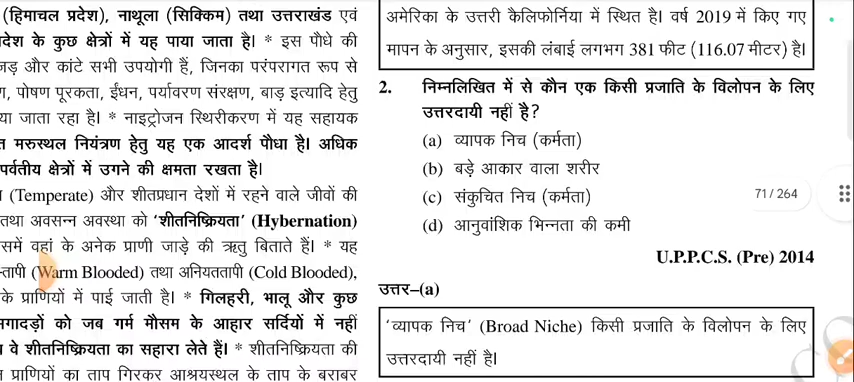 (हिमाचल प्रदेश), नाथूला (सिक्किम) तथा उत्तराखंड एवं
के कुछ क्षेत्रों में यह पाया जाता है। * इस पौधे की
और कांटे सभी उपयोगी हैं, जिनका परंपरागत रूप से
पोषण पूरकता, ईंधन, पर्यावरण संरक्षण, बाड़ इत्यादि हेतु
जाता रहा है। * नाइट्रोजन स्थिरीकरण में यह सहायक
मरुस्थल नियंत्रण हेतु यह एक आदर्श पौधा है। अधिक
पर्वतीय क्षेत्रों में उगने की क्षमता रखता है।
(Temperate) और शीतप्रधान देशों में रहने वाले जीवों की
तथा अवसन्न अवस्था को ‘शीतनिष्क्रियता’ (Hybernation)
वहां के अनेक प्राणी जाड़े की ऋतु बिताते हैं। * यह
(Warm Blooded) तथा अनियततापी (Cold Blooded),
के प्राणियों में पाई जाती है। * गिलहरी, भालू और कुछ
को जब गर्म मौसम के आहार सर्दियों में नहीं
वे शीतनिष्क्रियता का सहारा लेते हैं। * शीतनिष्क्रियता की
प्राणियों का ताप गिरकर आश्रयस्थल के ताप के बराबर
अमेरिका के उत्तरी कैलिफोर्निया में स्थित है। वर्ष 2019 में किए गए
मापन के अनुसार, इसकी लंबाई लगभग 381 फीट (116.07 मीटर) है।
2. निम्नलिखित में से कौन एक किसी प्रजाति के विलोपन के लिए
उत्तरदायी नहीं है?
(a) व्यापक निच (कर्मता)
(b) बड़े आकार वाला शरीर
(c) संकुचित निच (कर्मता)
(d) आनुवांशिक भिन्नता की कमी
U.P.P.C.S. (Pre) 2014
उत्तर–(a)
‘व्यापक निच’ (Broad Niche) किसी प्रजाति के विलोपन के लिए
उत्तरदायी नहीं है।
71 / 264